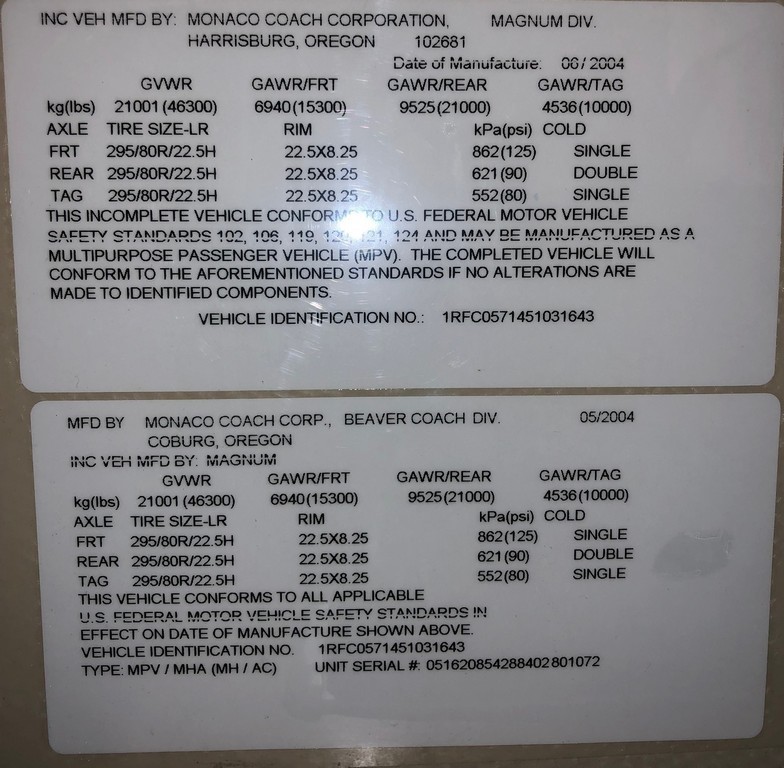 INC VEH MFD BY: MONACO COACH CORPORATION, MAGNUM DIV.
HARRISBURG, OREGON 102681
Date of Manufacture: 06/2004
GVWR GAWR/FRT GAWR/REAR GAWR/TAG
kg(lbs) 21001 (46300) 6940(15300) 9525(21000) 4536(10000)
AXLE TIRE SIZE-LR RIM kPa(psi) COLD
FRT 295/80R/22.5H 22.5X8.25 862(125) SINGLE
REAR 295/80R/22.5H 22.5X8.25 621(90) DOUBLE
TAG 295/80R/22.5H 22.5X8.25 552(80) SINGLE
THIS INCOMPLETE VEHICLE CONFORMS TO U.S. FEDERAL MOTOR VEHICLE
SAFETY STANDARDS 102, 106, 119, 120, 121, 124 AND MAY BE MANUFACTURED AS A
MULTIPURPOSE PASSENGER VEHICLE (MPV). THE COMPLETED VEHICLE WILL
CONFORM TO THE AFOREMENTIONED STANDARDS IF NO ALTERATIONS ARE
MADE TO IDENTIFIED COMPONENTS.
VEHICLE IDENTIFICATION NO.: 1RFC0571451031643
MFD BY MONACO COACH CORP., BEAVER COACH DIV. 05/2004
COBURG, OREGON
INC VEH MFD BY: MAGNUM
GVWR GAWR/FRT GAWR/REAR GAWR/TAG
kg(lbs) 21001 (46300) 6940(15300) 9525(21000) 4536(10000)
AXLE TIRE SIZE-LR RIM kPa(psi) COLD
FRT 295/80R/22.5H 22.5X8.25 862(125) SINGLE
REAR 295/80R/22.5H 22.5X8.25 621(90) DOUBLE
TAG 295/80R/22.5H 22.5X8.25 552(80) SINGLE
THIS VEHICLE CONFORMS TO ALL APPLICABLE
U.S. FEDERAL MOTOR VEHICLE SAFETY STANDARDS IN
EFFECT ON DATE OF MANUFACTURE SHOWN ABOVE.
VEHICLE IDENTIFICATION NO. 1RFC0571451031643
TYPE: MPV / MHA (MH / AC) UNIT SERIAL #: 051620854288402801072